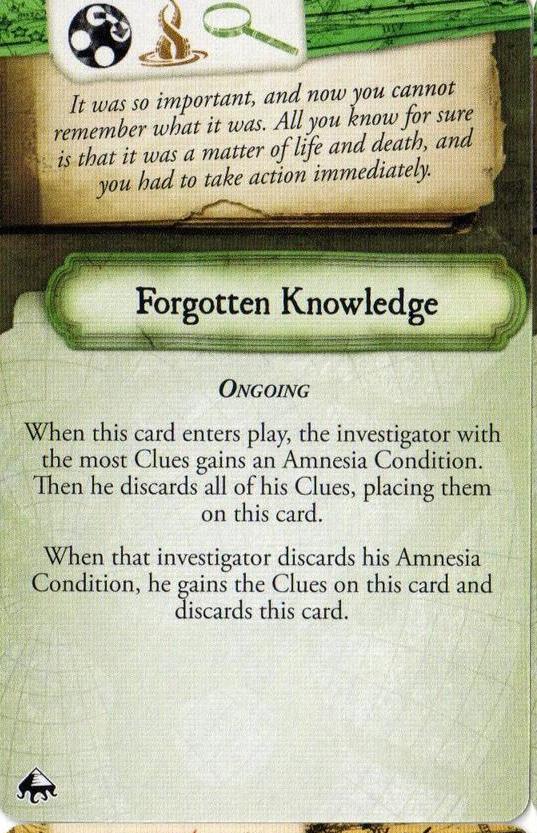 It was so important, and now you cannot
remember what it was. All you know for sure
is that it was a matter of life and death, and
you had to take action immediately.
Forgotten Knowledge
ONGOING
When this card enters play, the investigator with
the most Clues gains an Amnesia Condition.
Then he discards all of his Clues, placing them
on this card.
When that investigator discards his Amnesia
Condition, he gains the Clues on this card and
discards this card.